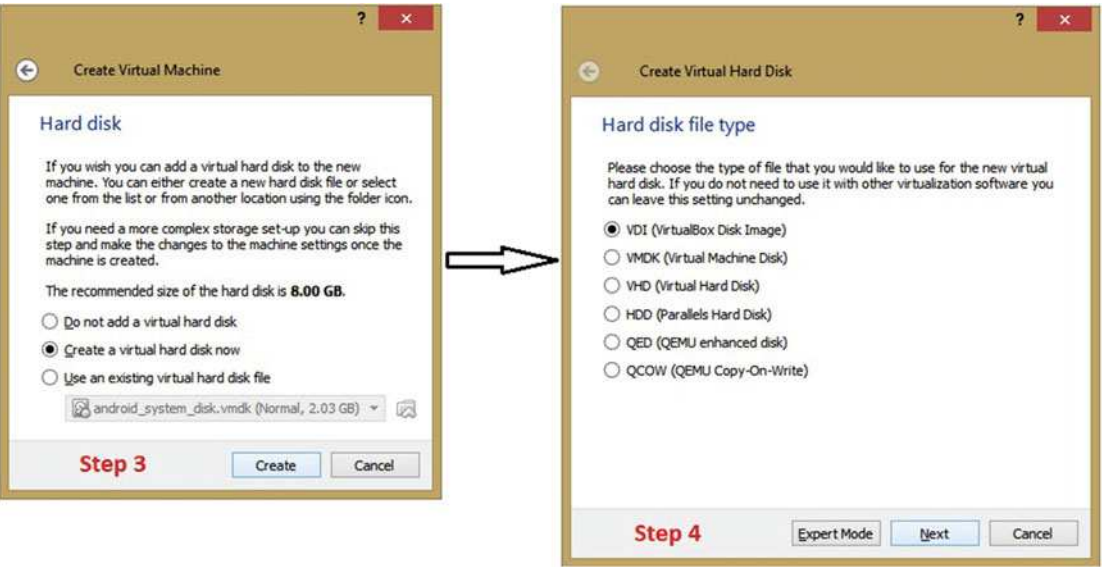 ?
Create Virtual Machine
Hard disk
If you wish you can add a virtual hard disk to the new
machine. You can either create a new hard disk file or select
one from the list or from another location using the folder icon.
If you need a more complex storage set-up you can skip this
step and make the changes to the machine settings once the
machine is created.
The recommended size of the hard disk is 8.00 GB.
Do not add a virtual hard disk
Create a virtual hard disk now
Use an existing virtual hard disk file
android_system_disk.vmdk (Normal, 2.03 GB)
Step 3
Create
Cancel
?
Create Virtual Hard Disk
Hard disk file type
Please choose the type of file that you would like to use for the new virtual
hard disk. If you do not need to use it with other virtualization software you
can leave this setting unchanged.
VDI (VirtualBox Disk Image)
VMDK (Virtual Machine Disk)
VHD (Virtual Hard Disk)
HDD (Parallels Hard Disk)
QED (QEMU enhanced disk)
QCOW (QEMU Copy-On-Write)
Step 4
Expert Mode
Next
Cancel